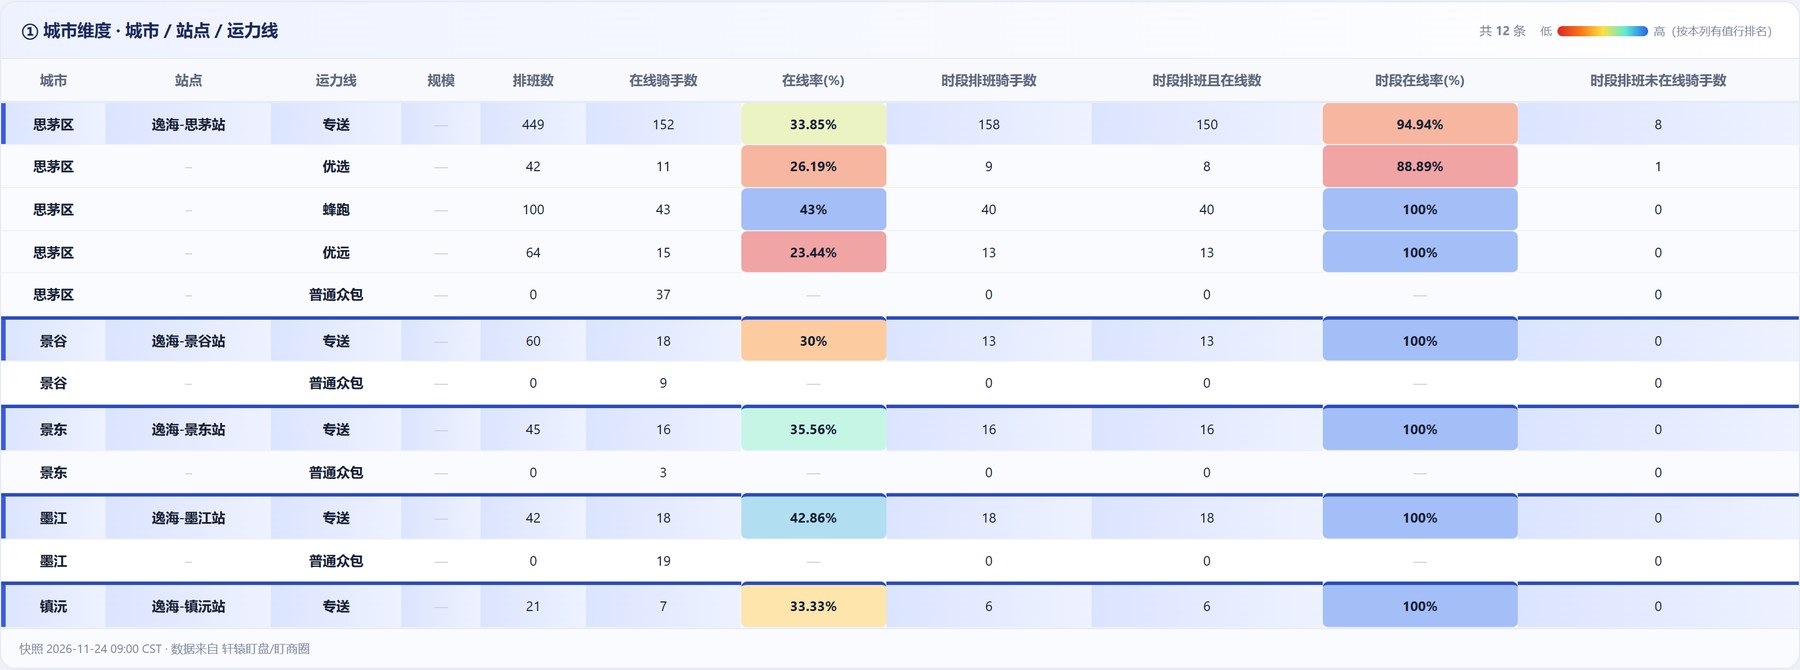 ① 城市维度 · 城市 / 站点 / 运力线
共 12 条 低 高 (按本列有值行排名)
城市 站点 运力线 规模 排班数 在线骑手数 在线率(%) 时段排班骑手数 时段排班且在线数 时段在线率(%) 时段排班未在线骑手数
思茅区 逸海-思茅站 专送 — 449 152 33.85% 158 150 94.94% 8
思茅区 – 优选 — 42 11 26.19% 9 8 88.89% 1
思茅区 – 蜂跑 — 100 43 43% 40 40 100% 0
思茅区 – 优远 — 64 15 23.44% 13 13 100% 0
思茅区 – 普通众包 — 0 37 — 0 0 — 0
景谷 逸海-景谷站 专送 — 60 18 30% 13 13 100% 0
景谷 – 普通众包 — 0 9 — 0 0 — 0
景东 逸海-景东站 专送 — 45 16 35.56% 16 16 100% 0
景东 – 普通众包 — 0 3 — 0 0 — 0
墨江 逸海-墨江站 专送 — 42 18 42.86% 18 18 100% 0
墨江 – 普通众包 — 0 19 — 0 0 — 0
镇沅 逸海-镇沅站 专送 — 21 7 33.33% 6 6 100% 0
快照 2026-11-24 09:00 CST · 数据来自 轩辕盯盘/盯商圈